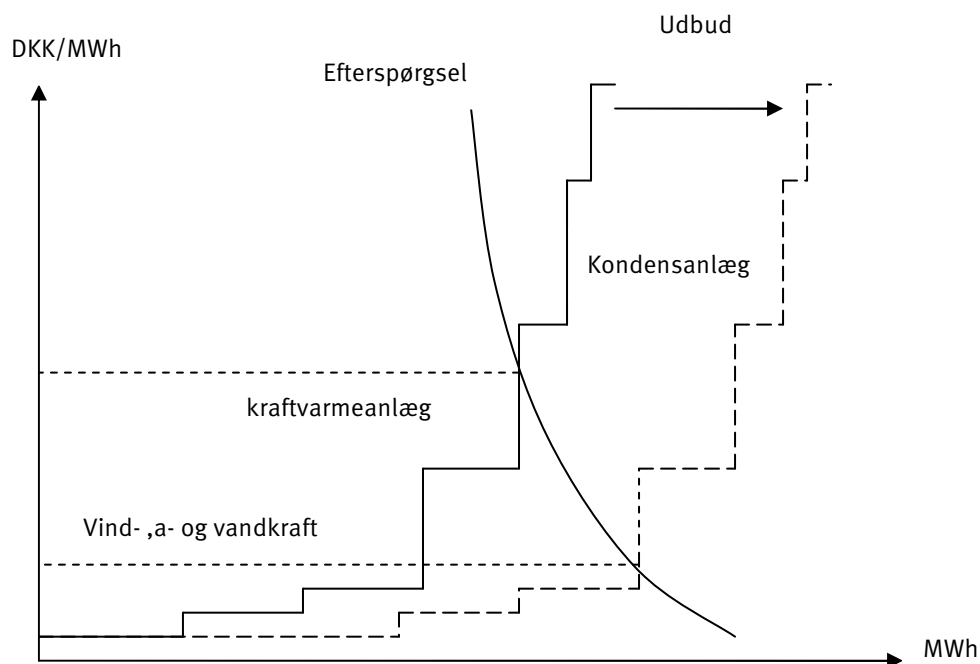 Udbud
DKK/MWh
Efterspørgsel
Kondensanlæg
kraftvarmeanlæg
Vind- ,a- og vandkraft
MWh